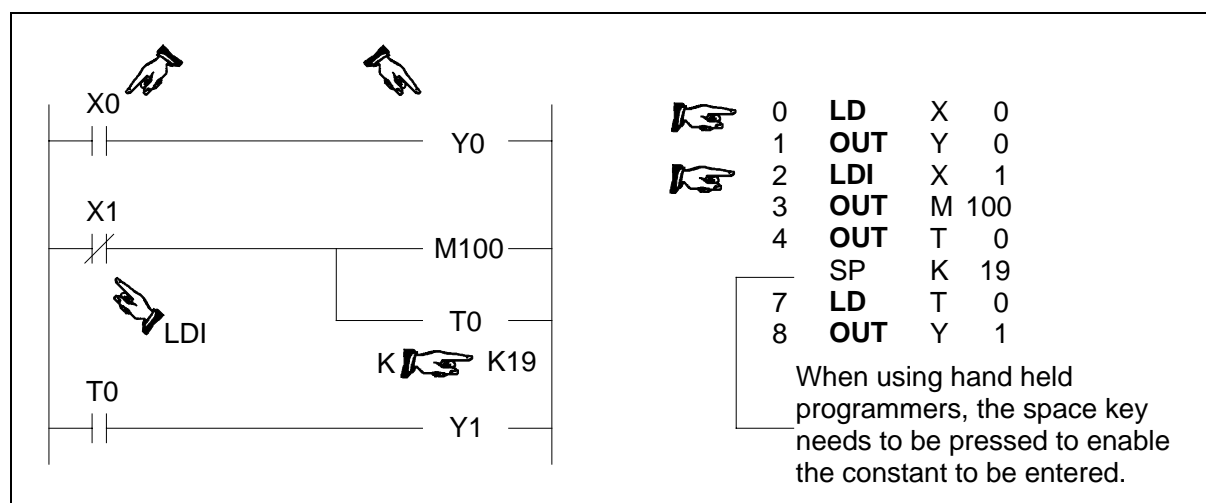 X0
Y0
X1
M100
LDI
T0
K K19
T0
Y1
0 LD X 0
1 OUT Y 0
2 LDI X 1
3 OUT M 100
4 OUT T 0
SP K 19
7 LD T 0
8 OUT Y 1
When using hand held
programmers, the space key
needs to be pressed to enable
the constant to be entered.